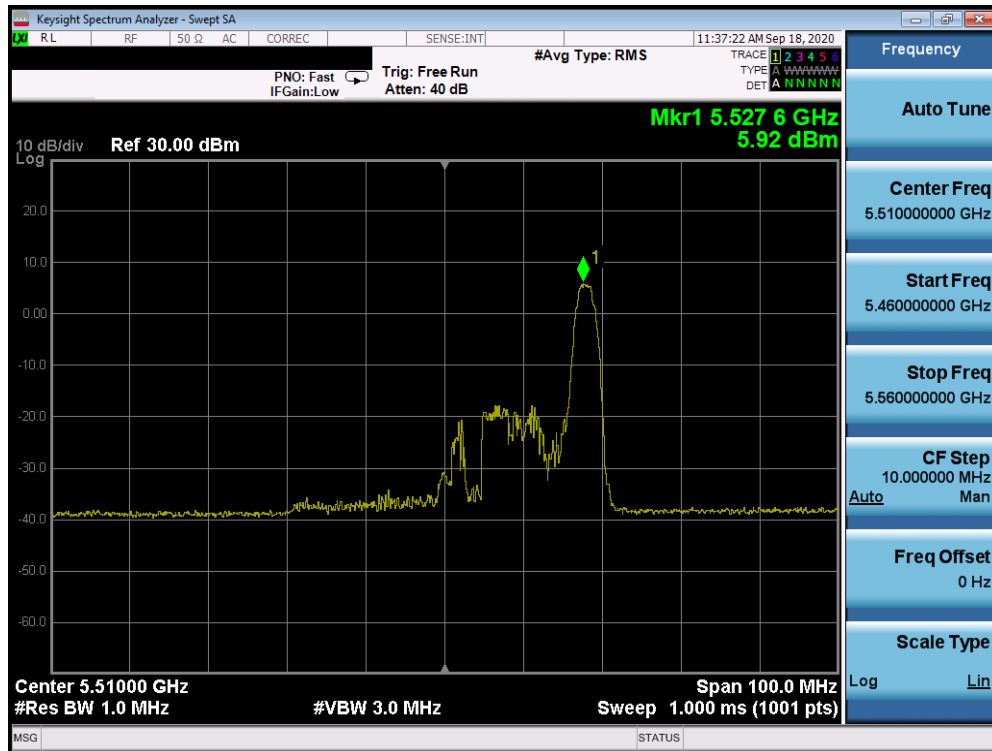 Keysight Spectrum Analyzer - Swept SA
LXI RL RF 50 Ω AC CORREC SENSE:INT 11:37:22 AM Sep 18, 2020
#Avg Type: RMS
TRACE 1 2 3 4 5 6
PNO: Fast Trig: Free Run
TYPE A WWWWW
IFGain:Low Atten: 40 dB
DET A N N N N N
Mkr1 5.527 6 GHz
5.92 dBm
10 dB/div Ref 30.00 dBm
Log
20.0
1
10.0
0.00
-10.0
-20.0
-30.0
-40.0
-50.0
-60.0
Center 5.51000 GHz Span 100.0 MHz
#Res BW 1.0 MHz #VBW 3.0 MHz Sweep 1.000 ms (1001 pts)
MSG STATUS
Frequency
Auto Tune
Center Freq
5.510000000 GHz
Start Freq
5.460000000 GHz
Stop Freq
5.560000000 GHz
CF Step
10.000000 MHz
Auto Man
Freq Offset
0 Hz
Scale Type
Log Lin